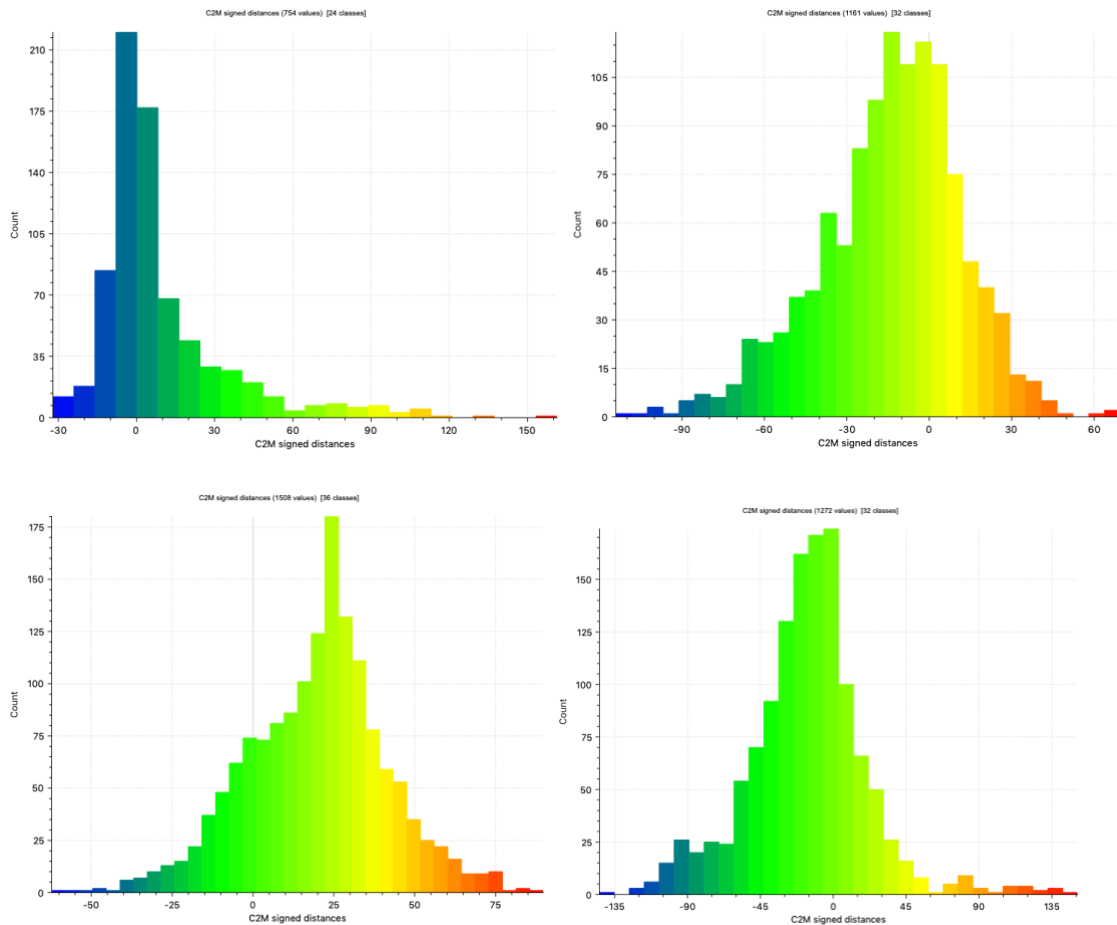 C2M signed distances (754 values) [24 classes]
210
175
140
105
70
35
0
Count
-30 0 30 60 90 120 150
C2M signed distances
C2M signed distances (1161 values) [32 classes]
105
90
75
60
45
30
15
0
Count
-90 -60 -30 0 30 60
C2M signed distances
C2M signed distances (1508 values) [36 classes]
175
150
125
100
75
50
25
0
Count
-50 -25 0 25 50 75
C2M signed distances
C2M signed distances (1272 values) [32 classes]
150
125
100
75
50
25
0
Count
-135 -90 -45 0 45 90 135
C2M signed distances